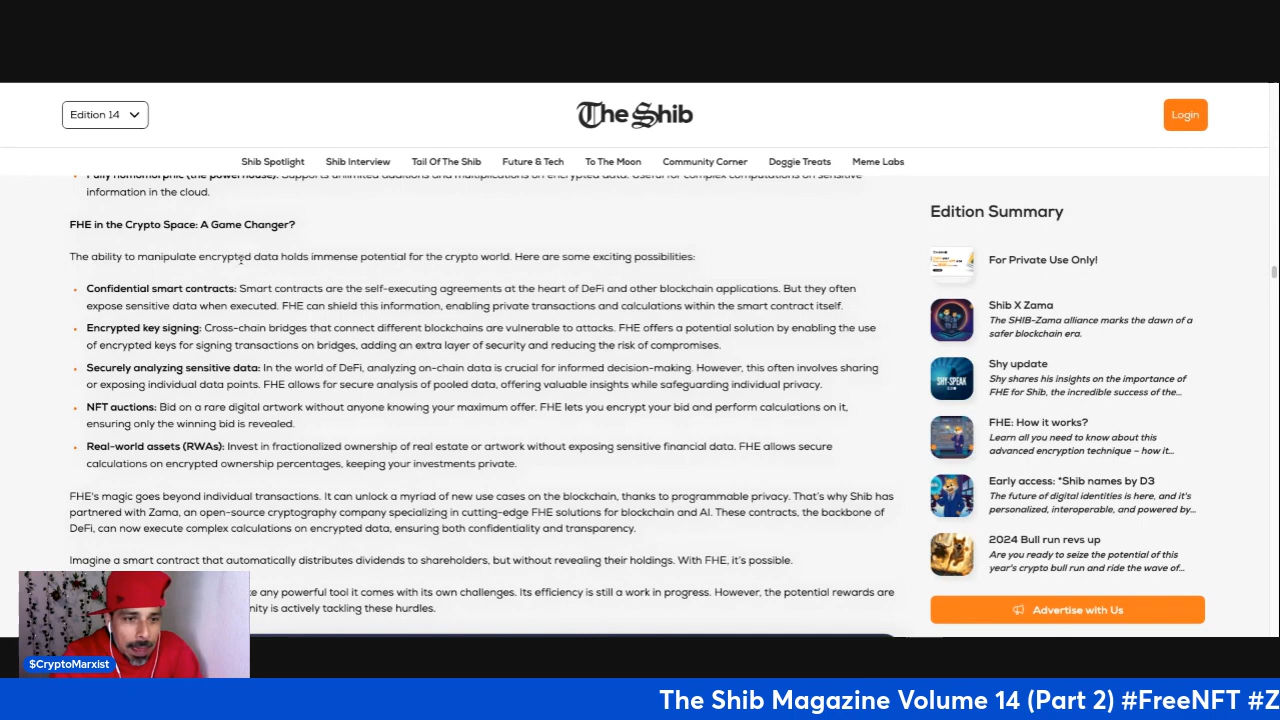 Edition 14
The Shib
Login
Shib Spotlight Shib Interview Tail Of The Shib Future & Tech To The Moon Community Corner Doggie Treats Meme Labs
Fully homomorphic (the powerhouse): Supports unlimited additions and multiplications on encrypted data. Useful for complex computations on sensitive
information in the cloud.
FHE in the Crypto Space: A Game Changer?
The ability to manipulate encrypted data holds immense potential for the crypto world. Here are some exciting possibilities:
Confidential smart contracts: Smart contracts are the self-executing agreements at the heart of DeFi and other blockchain applications. But they often
expose sensitive data when executed. FHE can shield this information, enabling private transactions and calculations within the smart contract itself.
Encrypted key signing: Cross-chain bridges that connect different blockchains are vulnerable to attacks. FHE offers a potential solution by enabling the use
of encrypted keys for signing transactions on bridges, adding an extra layer of security and reducing the risk of compromises.
Securely analyzing sensitive data: In the world of DeFi, analyzing on-chain data is crucial for informed decision-making. However, this often involves sharing
or exposing individual data points. FHE allows for secure analysis of pooled data, offering valuable insights while safeguarding individual privacy.
NFT auctions: Bid on a rare digital artwork without anyone knowing your maximum offer. FHE lets you encrypt your bid and perform calculations on it,
ensuring only the winning bid is revealed.
Real-world assets (RWAs): Invest in fractionalized ownership of real estate or artwork without exposing sensitive financial data. FHE allows secure
calculations on encrypted ownership percentages, keeping your investments private.
FHE's magic goes beyond individual transactions. It can unlock a myriad of new use cases on the blockchain, thanks to programmable privacy. That's why Shib has
partnered with Zama, an open-source cryptography company specializing in cutting-edge FHE solutions for blockchain and AI. These contracts, the backbone of
DeFi, can now execute complex calculations on encrypted data, ensuring both confidentiality and transparency.
Imagine a smart contract that automatically distributes dividends to shareholders, but without revealing their holdings. With FHE, it's possible.
any powerful tool it comes with its own challenges. Its efficiency is still a work in progress. However, the potential rewards are
is actively tackling these hurdles.
Edition Summary
For Private Use Only!
Shib X Zama
The SHIB-Zama alliance marks the dawn of a
safer blockchain era.
SHY-SPEAK
Shy update
Shy shares his insights on the importance of
FHE for Shib, the incredible success of the...
FHE: How it works?
Learn all you need to know about this
advanced encryption technique – how it...
Early access: *Shib names by D3
The future of digital identities is here, and it's
personalized, interoperable, and powered by...
2024 Bull run revs up
Are you ready to seize the potential of this
year's crypto bull run and ride the wave of...
Advertise with Us
$CryptoMarxist
The Shib Magazine Volume 14 (Part 2) #FreeNFT #Z